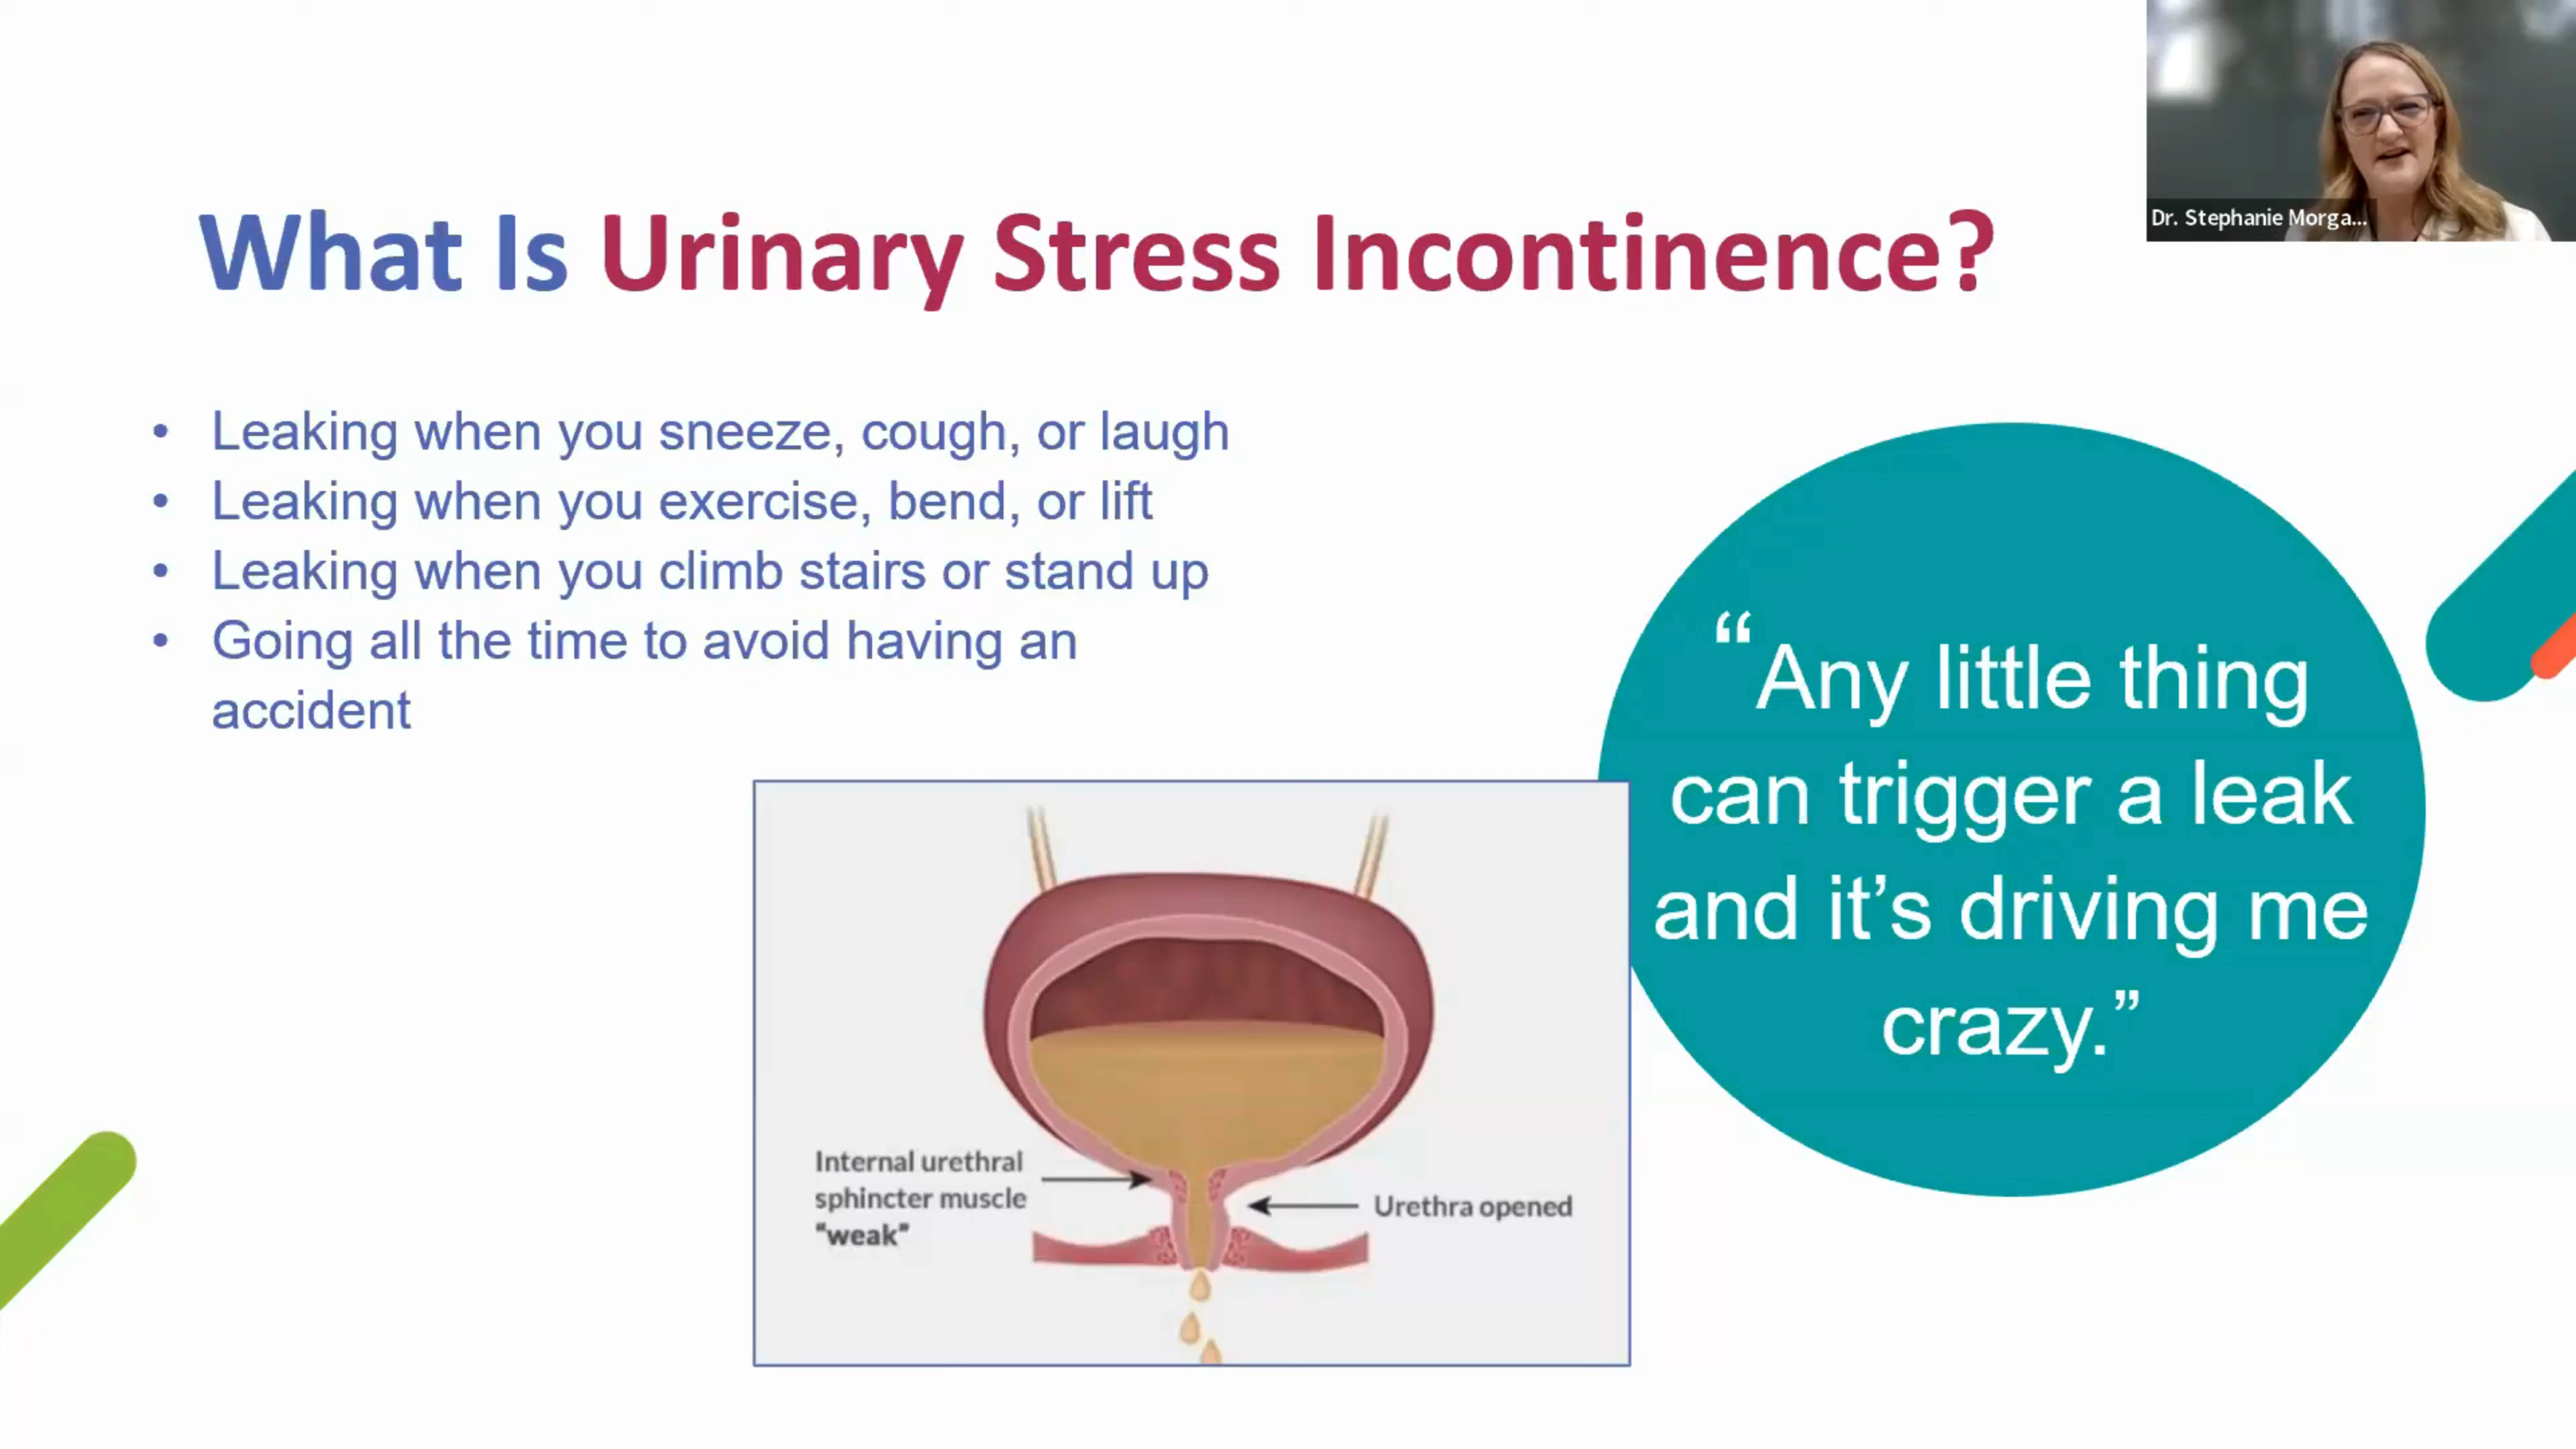 Dr. Stephanie Morga...
What Is Urinary Stress Incontinence?
• Leaking when you sneeze, cough, or laugh
• Leaking when you exercise, bend, or lift
• Leaking when you climb stairs or stand up
• Going all the time to avoid having an
accident
“Any little thing
can trigger a leak
and it’s driving me
crazy.”
Internal urethral
sphincter muscle
"weak"
Urethra opened